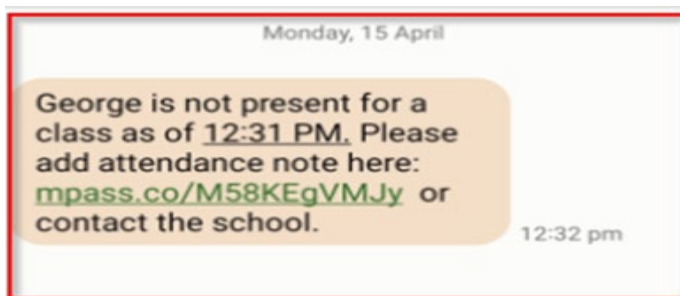 Monday, 15 April
George is not present for a
class as of 12:31 PM. Please
add attendance note here:
mpass.co/M58KEgVMJy or
contact the school.
12:32 pm